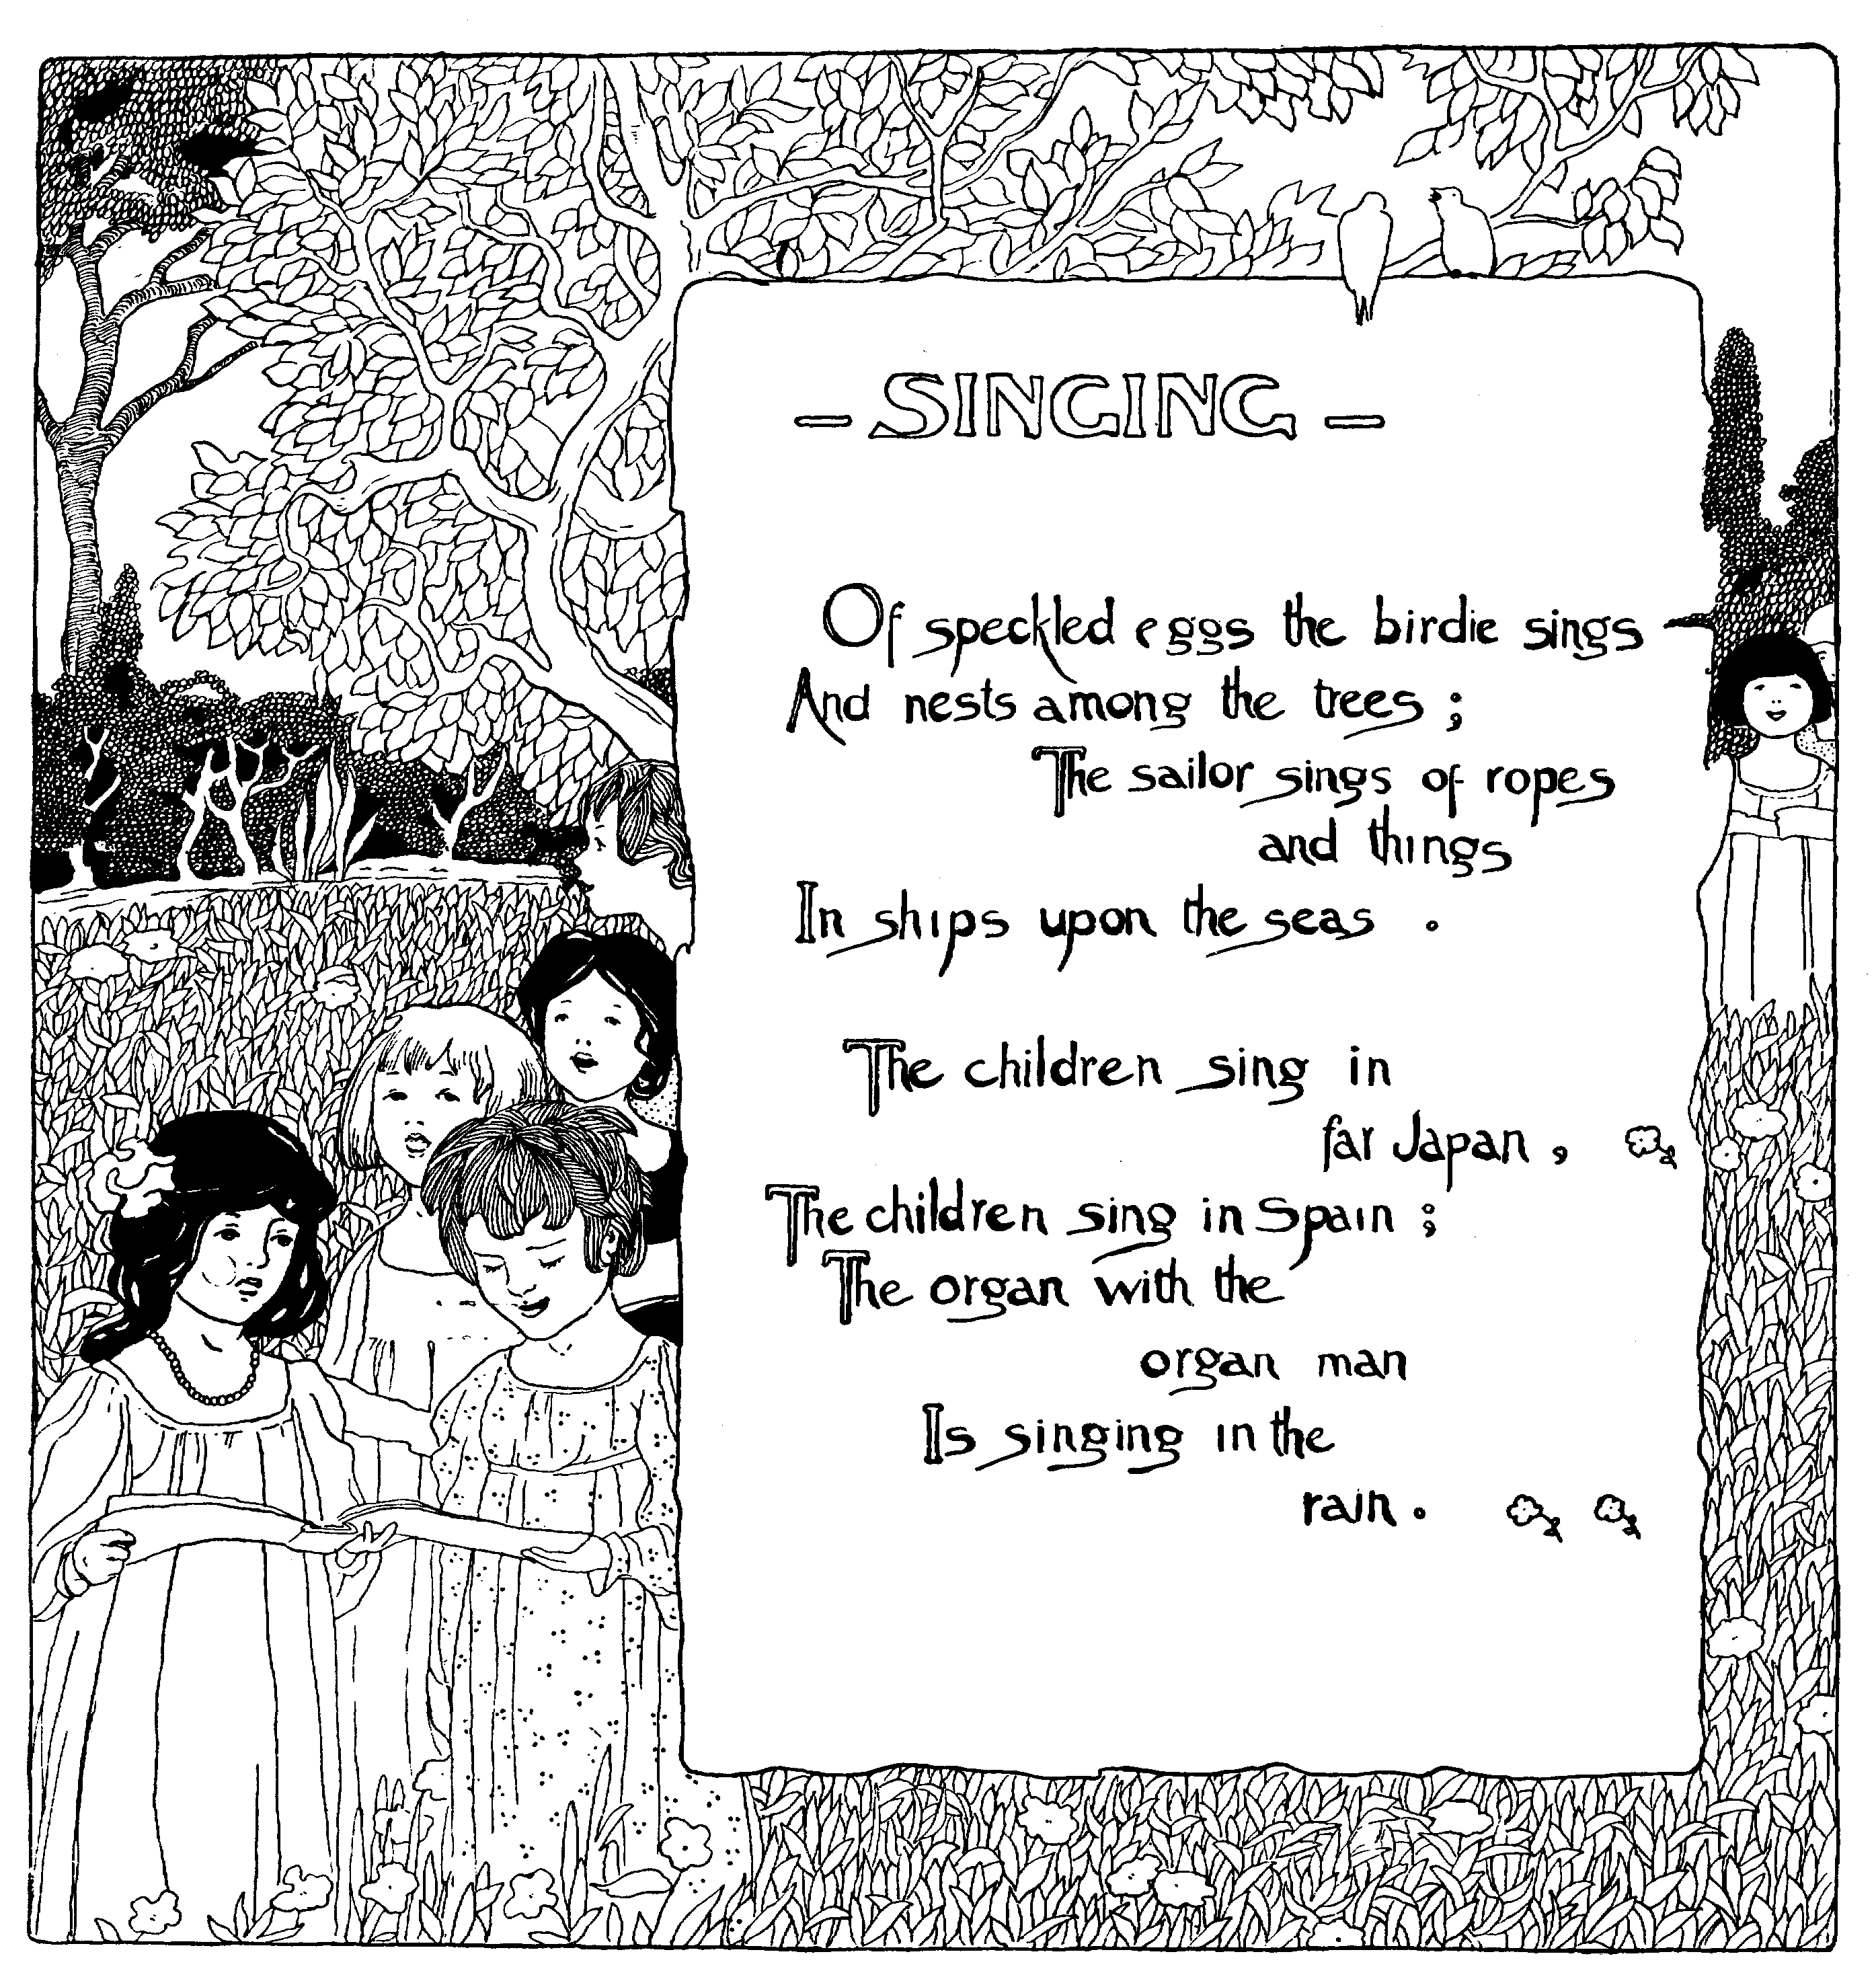 – SINGING –
Of speckled eggs the birdie sings
And nests among the trees ;
The sailor sings of ropes
and things
In ships upon the seas .
The children sing in
far Japan ,
The children sing in Spain ;
The organ with the
organ man
Is singing in the
rain .